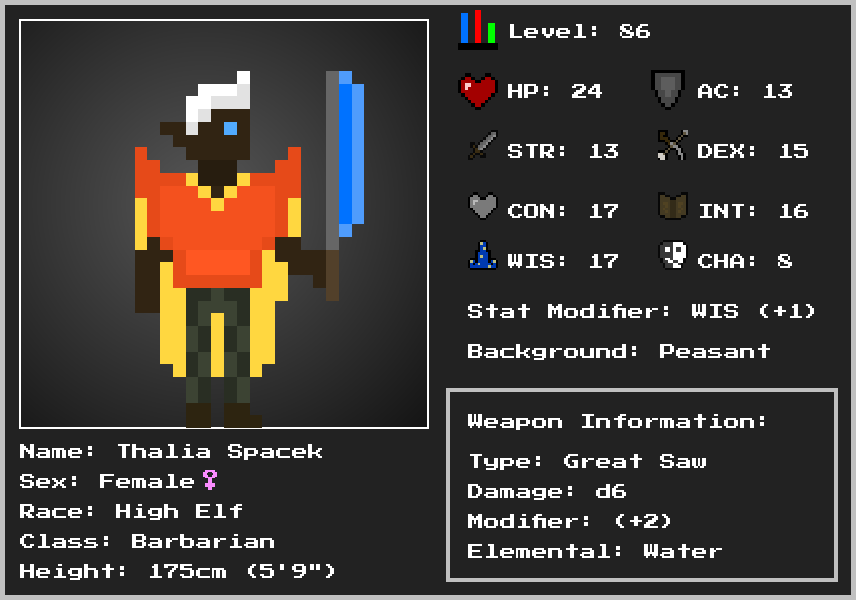 Level: 86
HP: 24 AC: 13
STR: 13 DEX: 15
CON: 17 INT: 16
WIS: 17 CHA: 8
Stat Modifier: WIS (+1)
Background: Peasant
Weapon Information:
Type: Great Saw
Damage: d6
Modifier: (+2)
Elemental: Water
Name: Thalia Spacek
Sex: Female♀
Race: High Elf
Class: Barbarian
Height: 175cm (5'9")